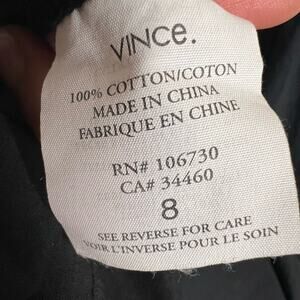 VINCE.
100% COTTON/COTON
MADE IN CHINA
FABRIQUE EN CHINE
RN# 106730
CA# 34460
8
SEE REVERSE FOR CARE
VOIR L'INVERSE POUR LE SOIN